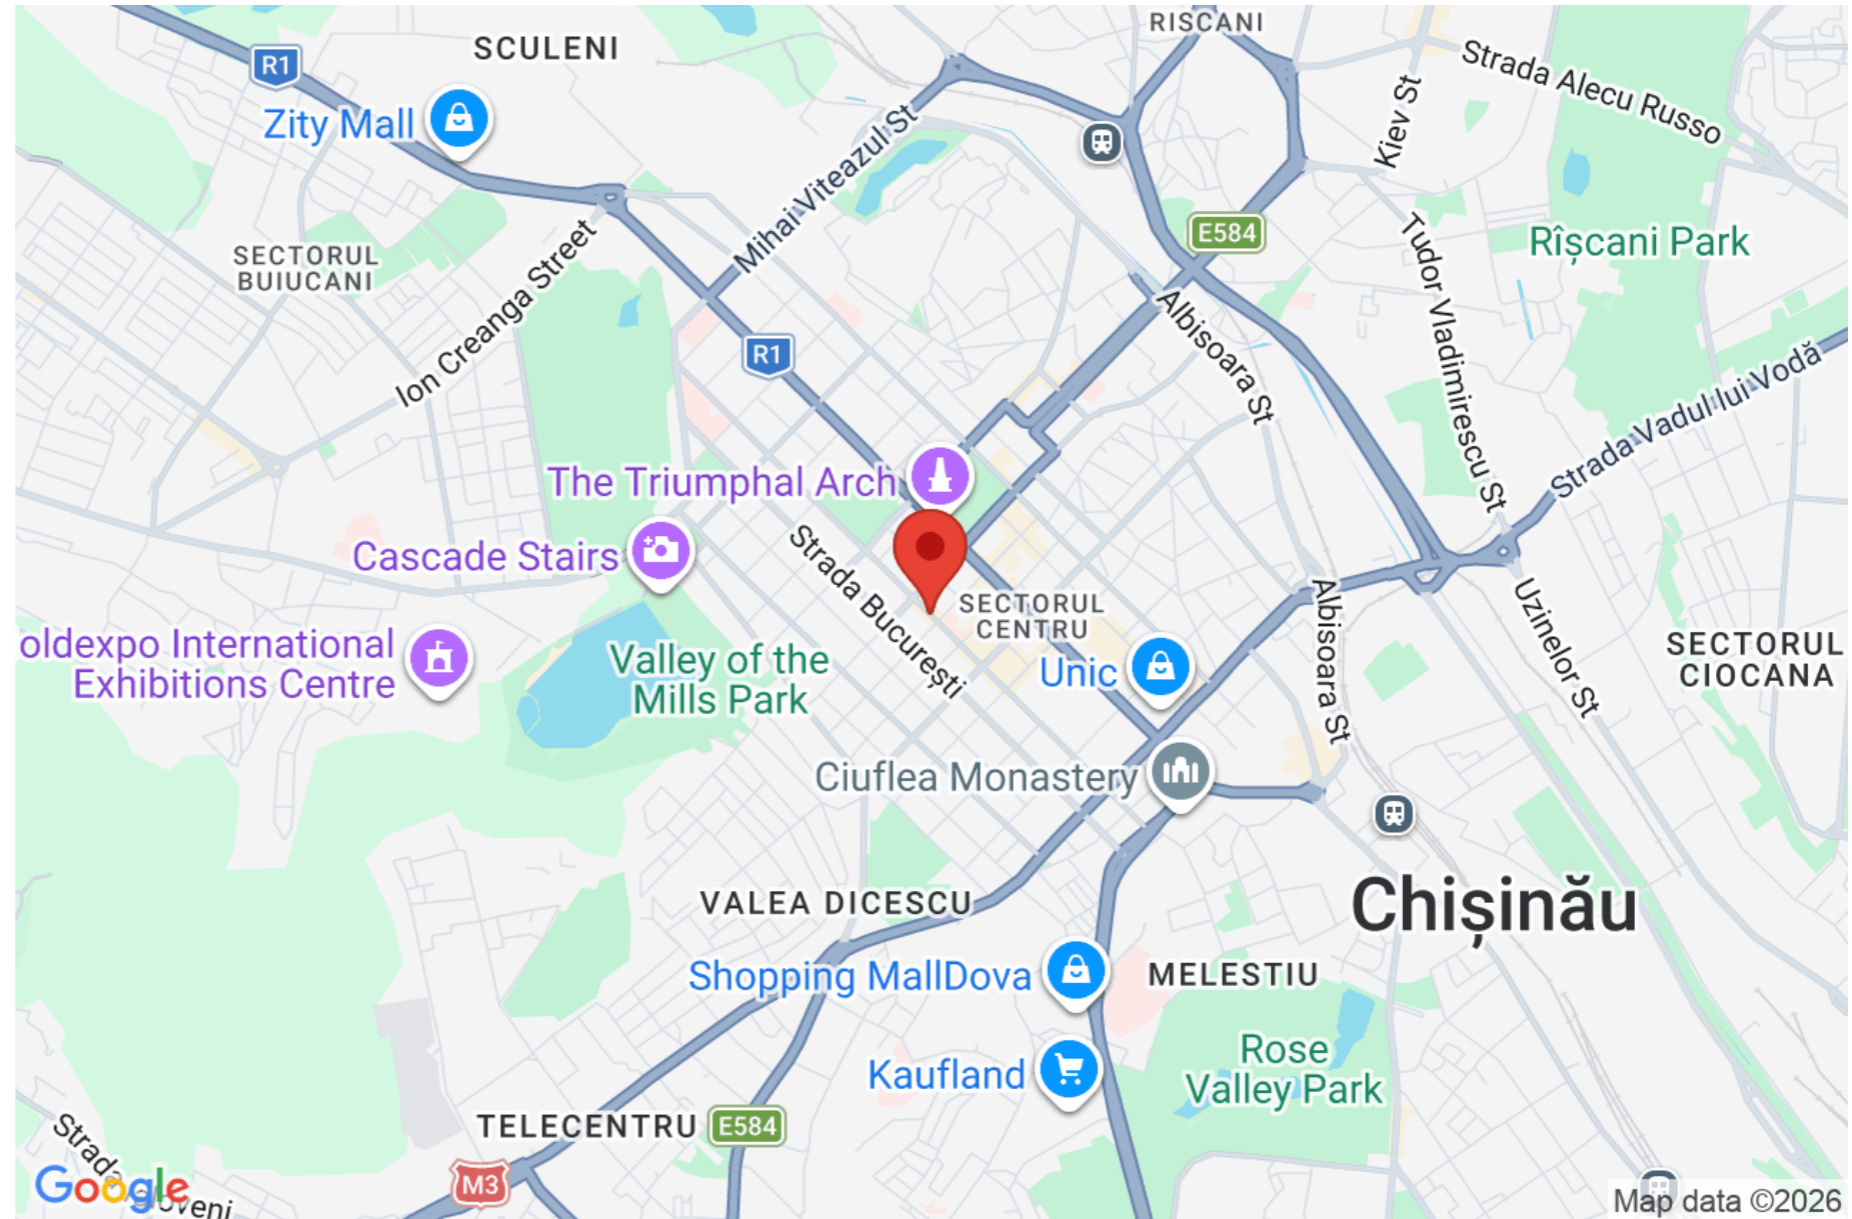 RISCANI
SCULENI
R1
Strada Alecu Russo
Kiev St
Zity Mall
Mihai Viteazul St
E584
Rîșcani Park
SECTORUL
BUIUCANI
Ion Creanga Street
Tudor Vladimirescu St
Albisoara St
R1
Strada Vadul lui Vodă
The Triumphal Arch
Cascade Stairs
Strada București
SECTORUL
CENTRU
Albisoara St
Uzinelor St
oldexpo International
Exhibitions Centre
Valley of the
Mills Park
Unic
SECTORUL
CIOCANA
Ciuflea Monastery
VALEA DICESCU
Chișinău
Shopping MallDova
MELESTIU
Rose
Valley Park
Kaufland
TELECENTRU
E584
M3
Strada
Google
Map data ©2026